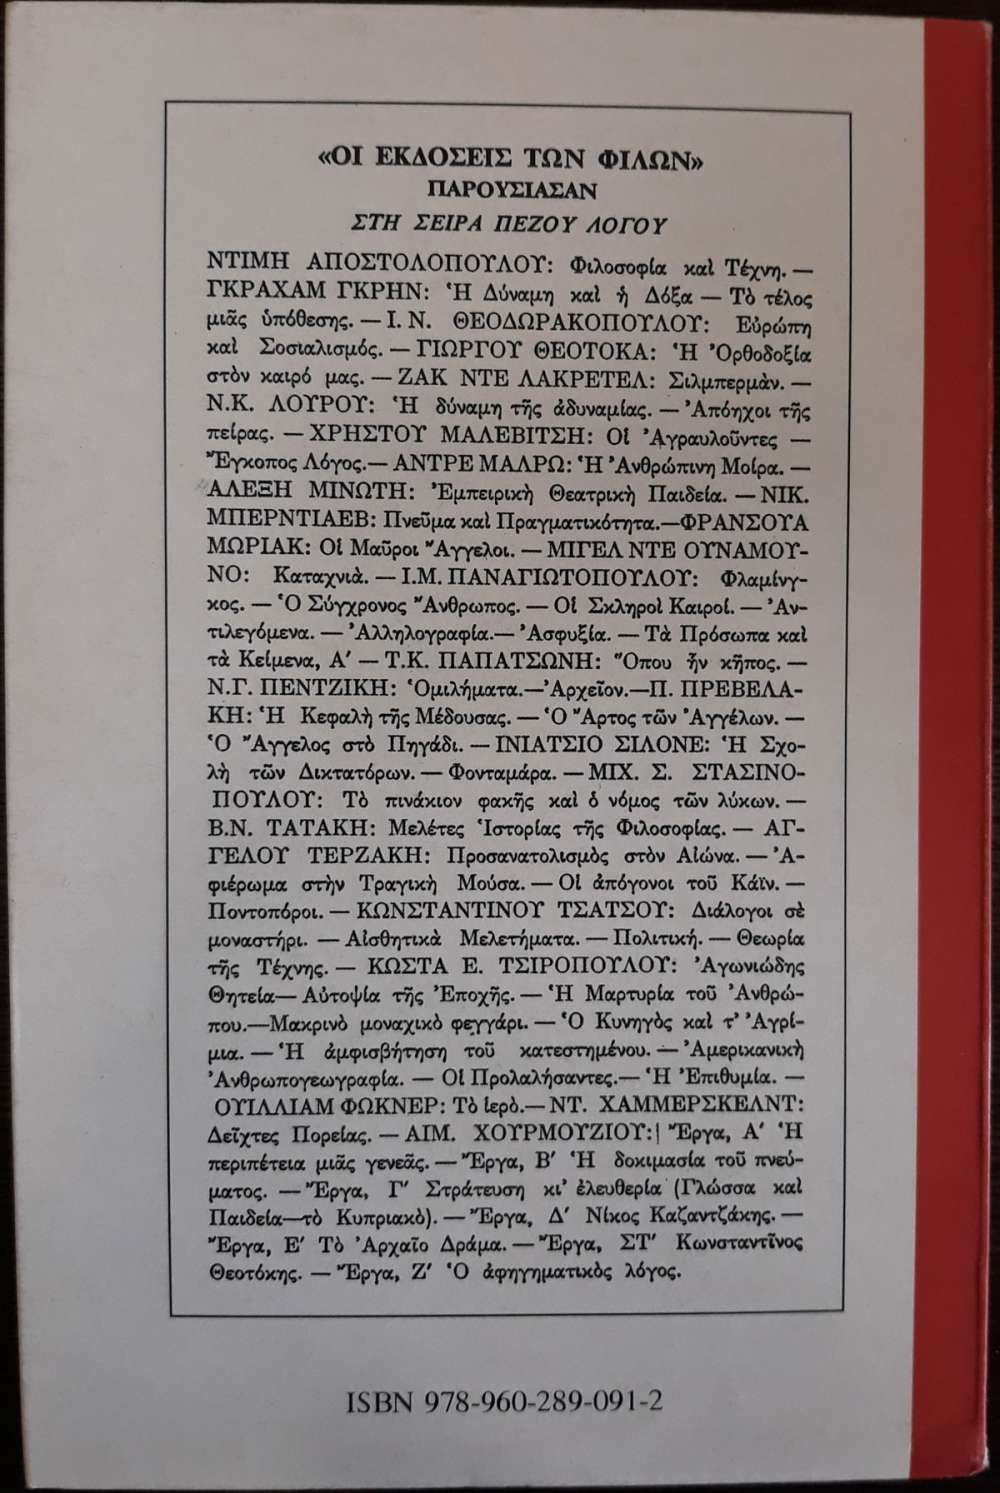 «ΟΙ ΕΚΔΟΣΕΙΣ ΤΩΝ ΦΙΛΩΝ»
ΠΑΡΟΥΣΙΑΣΑΝ
ΣΤΗ ΣΕΙΡΑ ΠΕΖΟΥ ΛΟΓΟΥ
ΝΤΙΜΗ ΑΠΟΣΤΟΛΟΠΟΥΛΟΥ: Φιλοσοφία καὶ Τέχνη. —
ΓΚΡΑΧΑΜ ΓΚΡΗΝ: Ἡ Δύναμη καὶ ἡ Δόξα — Τὸ τέλος
μιᾶς ὑπόθεσης. — Ι. Ν. ΘΕΟΔΩΡΑΚΟΠΟΥΛΟΥ: Εὐρώπη
καὶ Σοσιαλισμός. — ΓΙΩΡΓΟΥ ΘΕΟΤΟΚΑ: Ἡ Ὀρθοδοξία
στὸν καιρό μας. — ΖΑΚ ΝΤΕ ΛΑΚΡΕΤΕΛ: Σιλμπερμὰν. —
Ν.Κ. ΛΟΥΡΟΥ: Ἡ δύναμη τῆς ἀδυναμίας. — Ἀπόηχοι τῆς
πείρας. — ΧΡΗΣΤΟΥ ΜΑΛΕΒΙΤΣΗ: Οἱ Ἀγραυλοῦντες —
Ἔγκοπος Λόγος.— ΑΝΤΡΕ ΜΑΛΡΩ: Ἡ Ἀνθρώπινη Μοίρα. —
ΑΛΕΞΗ ΜΙΝΩΤΗ: Ἐμπειρικὴ Θεατρικὴ Παιδεία. — ΝΙΚ.
ΜΠΕΡΝΤΙΑΕΒ: Πνεῦμα καὶ Πραγματικότητα.—ΦΡΑΝΣΟΥΑ
ΜΩΡΙΑΚ: Οἱ Μαῦροι Ἄγγελοι. — ΜΙΓΕΛ ΝΤΕ ΟΥΝΑΜΟΥ-
ΝΟ: Καταχνιὰ. — Ι.Μ. ΠΑΝΑΓΙΩΤΟΠΟΥΛΟΥ: Φλαμίνγ-
κος. — Ὁ Σύγχρονος Ἄνθρωπος. — Οἱ Σκληροὶ Καιροί. — Ἀν-
τιλεγόμενα. — Ἀλληλογραφία.— Ἀσφυξία. — Τὰ Πρόσωπα καὶ
τὰ Κείμενα, Α′ — Τ.Κ. ΠΑΠΑΤΣΩΝΗ: Ὅπου ἦν κῆπος. —
Ν.Γ. ΠΕΝΤΖΙΚΗ: Ὁμιλήματα.—Ἀρχεῖον.—Π. ΠΡΕΒΕΛΑ-
ΚΗ: Ἡ Κεφαλὴ τῆς Μέδουσας. — Ὁ Ἄρτος τῶν Ἀγγέλων. —
Ὁ Ἄγγελος στὸ Πηγάδι. — ΙΝΙΑΤΣΙΟ ΣΙΛΟΝΕ: Ἡ Σχο-
λὴ τῶν Δικτατόρων. — Φονταμάρα. — ΜΙΧ. Σ. ΣΤΑΣΙΝΟ-
ΠΟΥΛΟΥ: Τὸ πινάκιον φακῆς καὶ ὁ νόμος τῶν λύκων. —
Β.Ν. ΤΑΤΑΚΗ: Μελέτες Ἱστορίας τῆς Φιλοσοφίας. — ΑΓ-
ΓΕΛΟΥ ΤΕΡΖΑΚΗ: Προσανατολισμὸς στὸν Αἰώνα. — Ἀ-
φιέρωμα στὴν Τραγικὴ Μούσα. — Οἱ ἀπόγονοι τοῦ Κάϊν. —
Ποντοπόροι. — ΚΩΝΣΤΑΝΤΙΝΟΥ ΤΣΑΤΣΟΥ: Διάλογοι σὲ
μοναστήρι. — Αἰσθητικὰ Μελετήματα. — Πολιτική. — Θεωρία
τῆς Τέχνης. — ΚΩΣΤΑ Ε. ΤΣΙΡΟΠΟΥΛΟΥ: Ἀγωνιώδης
Θητεία— Αὐτοψία τῆς Ἐποχῆς. — Ἡ Μαρτυρία τοῦ Ἀνθρώ-
που.—Μακρινὸ μοναχικὸ φεγγάρι. — Ὁ Κυνηγὸς καὶ τ' Ἀγρί-
μια. — Ἡ ἀμφισβήτηση τοῦ κατεστημένου. — Ἀμερικανικὴ
Ἀνθρωπογεωγραφία. — Οἱ Προλαλήσαντες.— Ἡ Ἐπιθυμία. —
ΟΥΙΛΛΙΑΜ ΦΩΚΝΕΡ: Τὸ ἱερὸ.— ΝΤ. ΧΑΜΜΕΡΣΚΕΛΝΤ:
Δεῖχτες Πορείας. — ΑΙΜ. ΧΟΥΡΜΟΥΖΙΟΥ: Ἔργα, Α′ Ἡ
περιπέτεια μιᾶς γενεᾶς. — Ἔργα, Β′ Ἡ δοκιμασία τοῦ πνεύ-
ματος. — Ἔργα, Γ′ Στράτευση κι' ἐλευθερία (Γλώσσα καὶ
Παιδεία—τὸ Κυπριακὸ). — Ἔργα, Δ′ Νίκος Καζαντζάκης. —
Ἔργα, Ε′ Τὸ Ἀρχαῖο Δράμα. — Ἔργα, ΣΤ′ Κωνσταντῖνος
Θεοτόκης. — Ἔργα, Ζ′ Ὁ ἀφηγηματικὸς λόγος.
ISBN 978-960-289-091-2